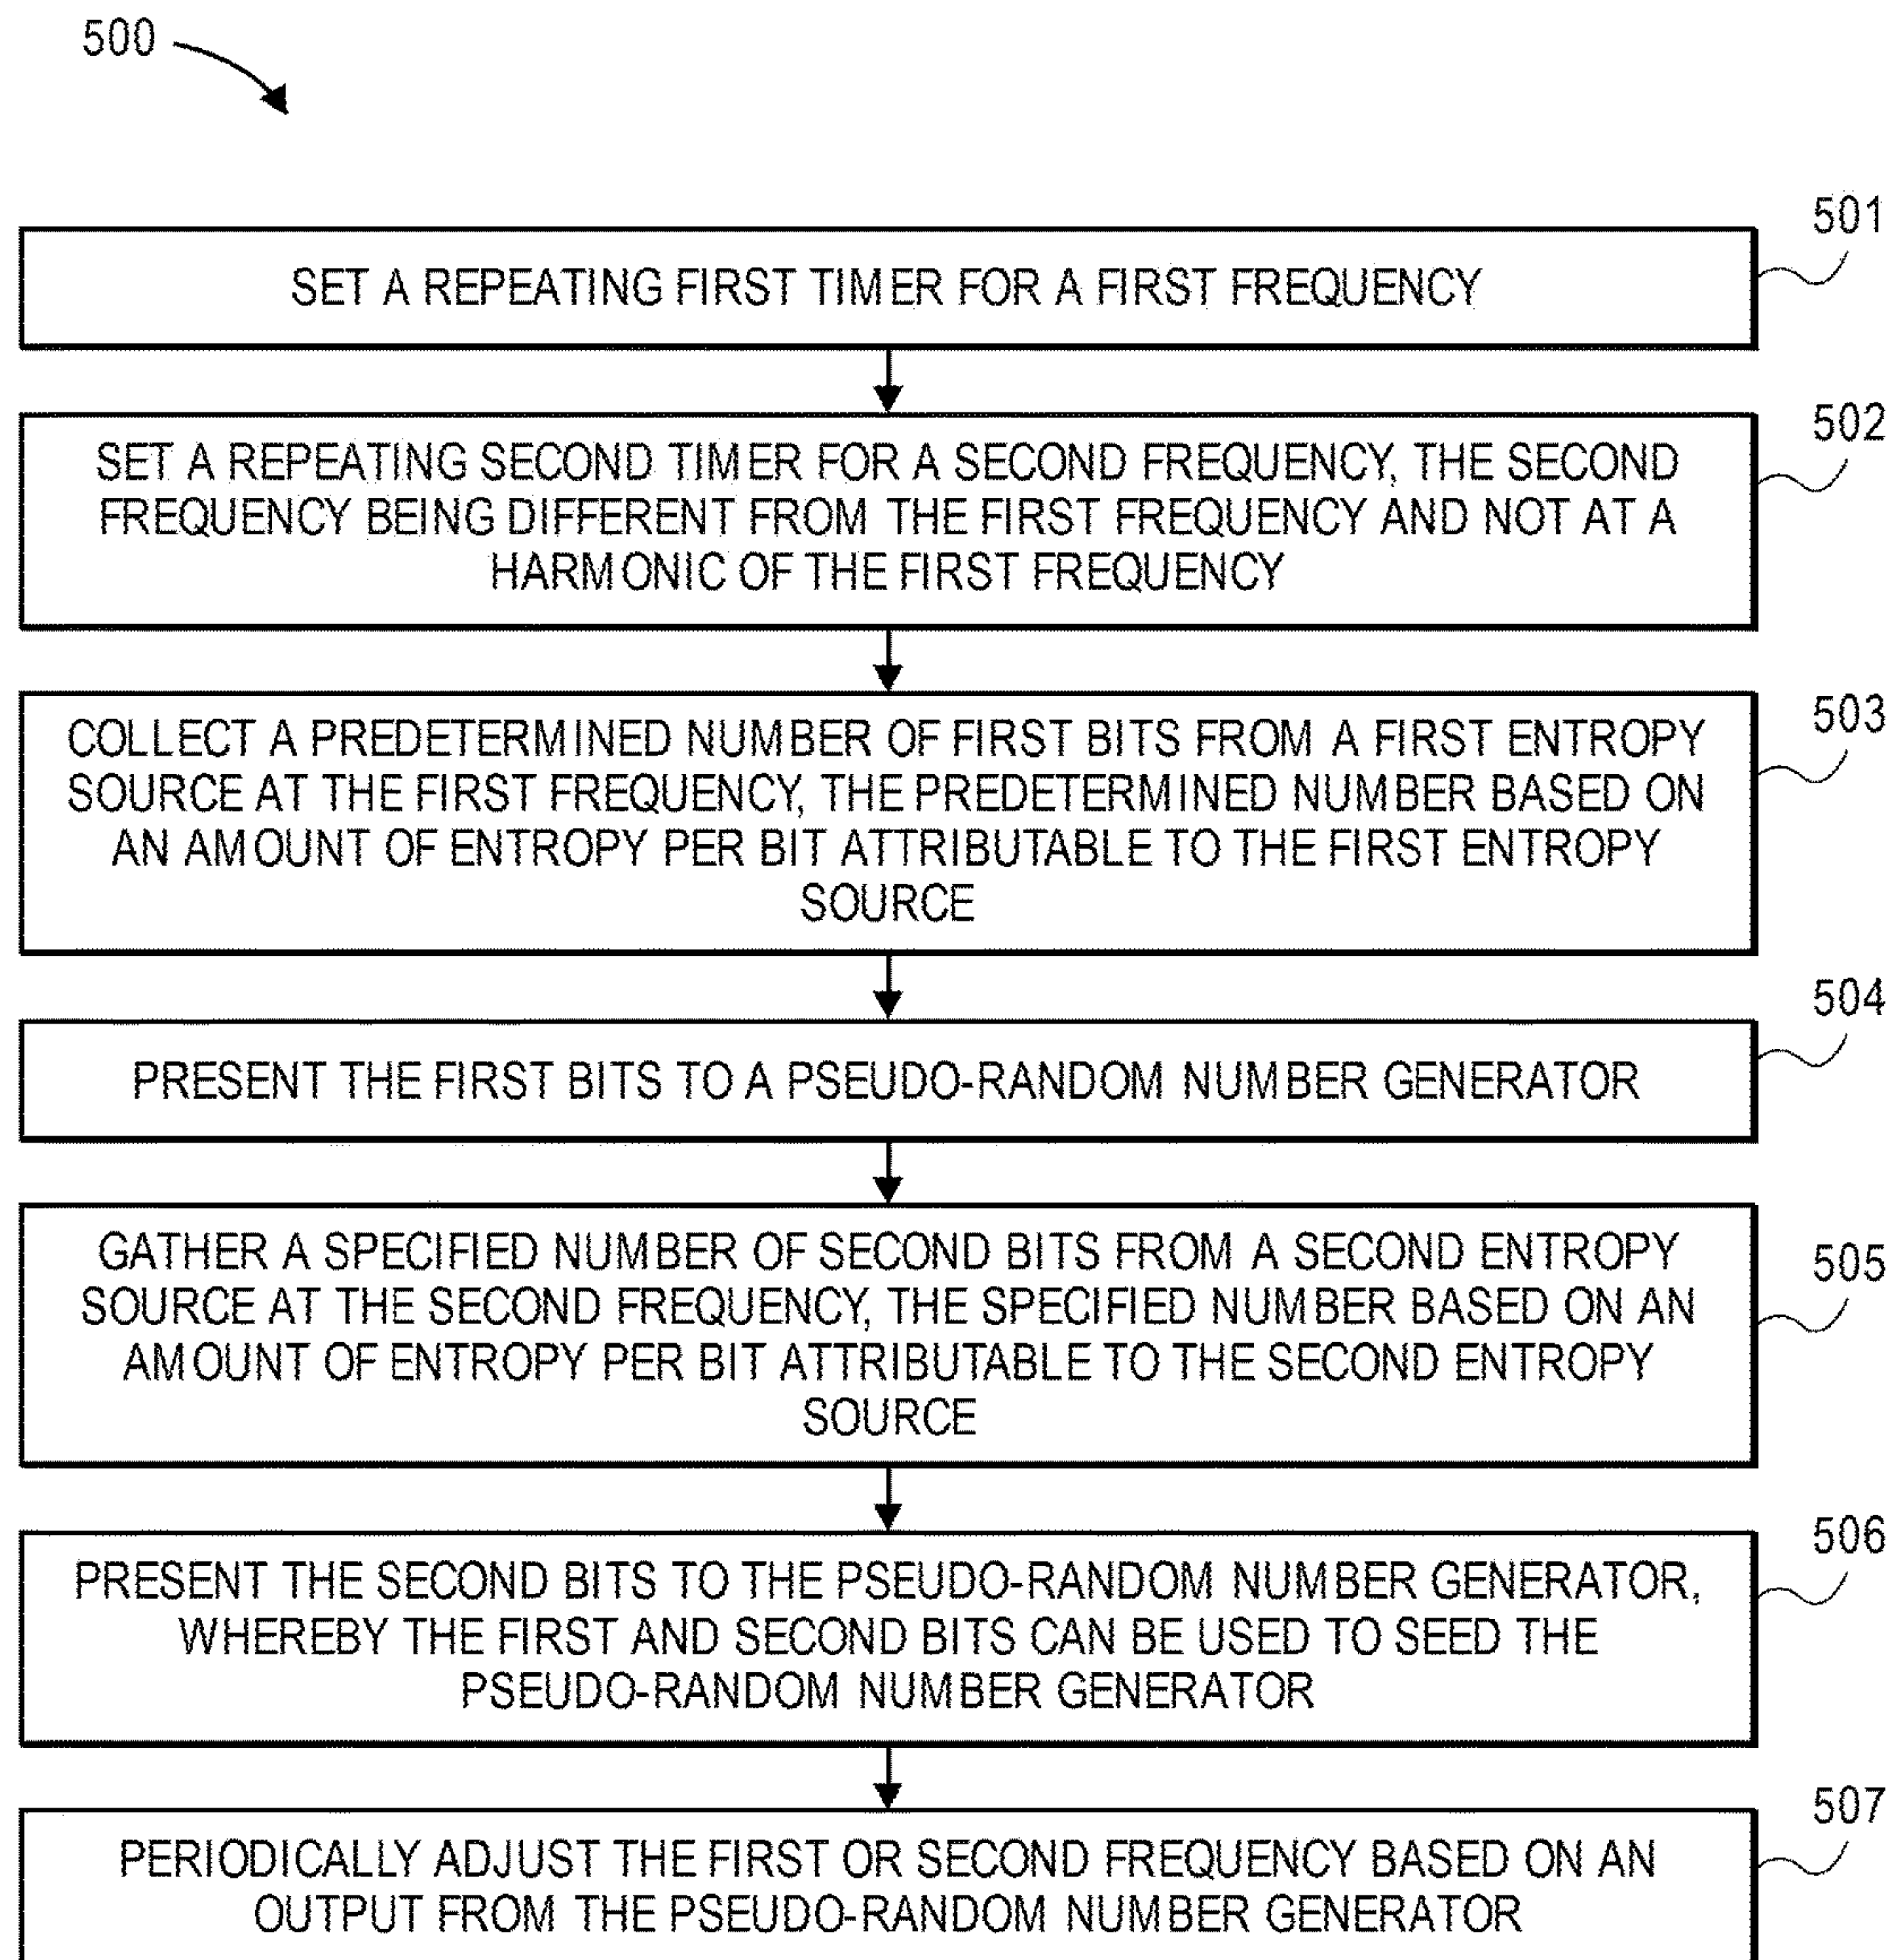 500
501
SET A REPEATING FIRST TIMER FOR A FIRST FREQUENCY
502
SET A REPEATING SECOND TIMER FOR A SECOND FREQUENCY, THE SECOND
FREQUENCY BEING DIFFERENT FROM THE FIRST FREQUENCY AND NOT AT A
HARMONIC OF THE FIRST FREQUENCY
503
COLLECT A PREDETERMINED NUMBER OF FIRST BITS FROM A FIRST ENTROPY
SOURCE AT THE FIRST FREQUENCY, THE PREDETERMINED NUMBER BASED ON
AN AMOUNT OF ENTROPY PER BIT ATTRIBUTABLE TO THE FIRST ENTROPY
SOURCE
504
PRESENT THE FIRST BITS TO A PSEUDO-RANDOM NUMBER GENERATOR
505
GATHER A SPECIFIED NUMBER OF SECOND BITS FROM A SECOND ENTROPY
SOURCE AT THE SECOND FREQUENCY, THE SPECIFIED NUMBER BASED ON AN
AMOUNT OF ENTROPY PER BIT ATTRIBUTABLE TO THE SECOND ENTROPY
SOURCE
506
PRESENT THE SECOND BITS TO THE PSEUDO-RANDOM NUMBER GENERATOR,
WHEREBY THE FIRST AND SECOND BITS CAN BE USED TO SEED THE
PSEUDO-RANDOM NUMBER GENERATOR
507
PERIODICALLY ADJUST THE FIRST OR SECOND FREQUENCY BASED ON AN
OUTPUT FROM THE PSEUDO-RANDOM NUMBER GENERATOR